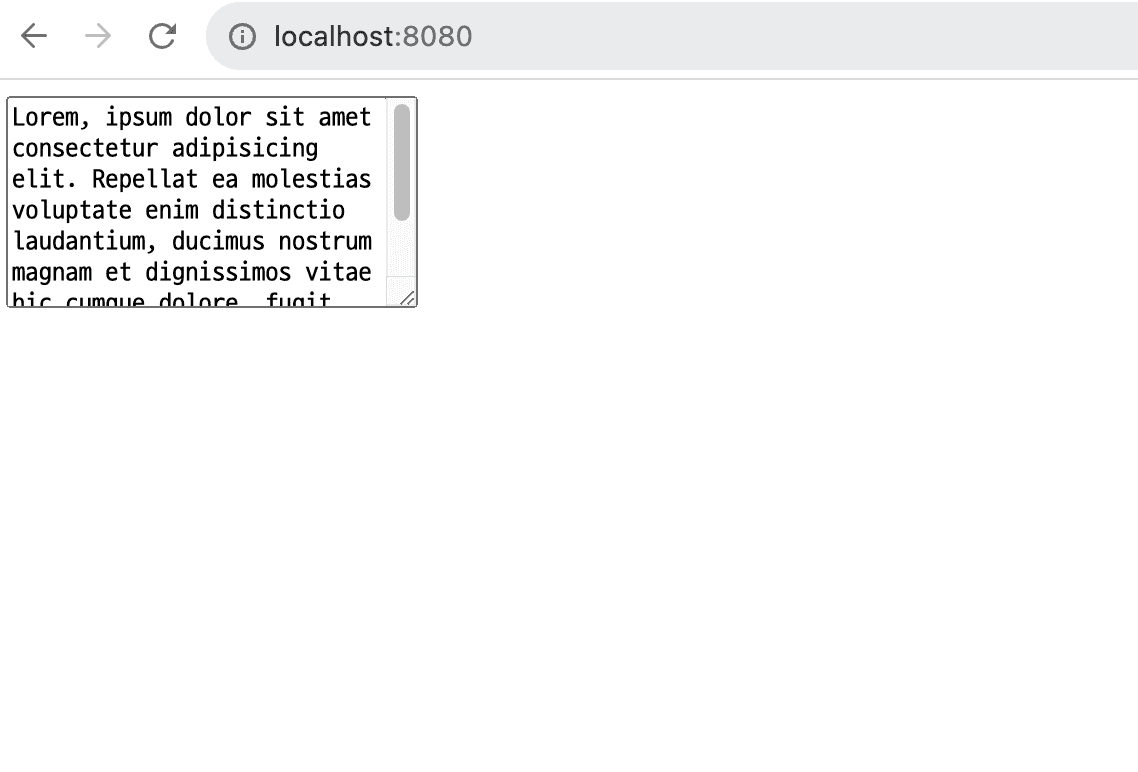 localhost:8080
Lorem, ipsum dolor sit amet
consectetur adipisicing
elit. Repellat ea molestias
voluptate enim distinctio
laudantium, ducimus nostrum
magnam et dignissimos vitae
hic cumque dolore, fugit